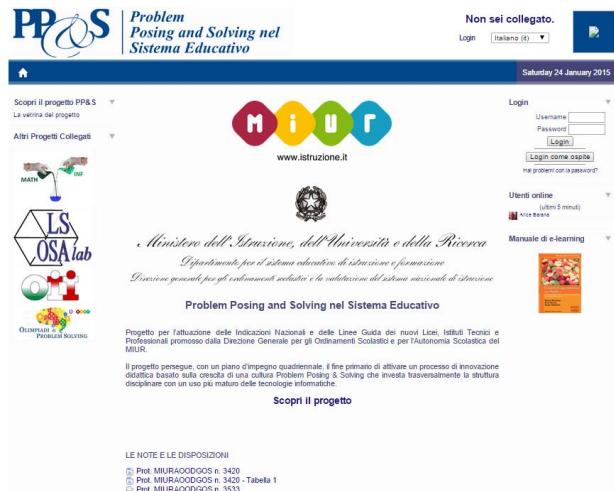 PP&S
Problem
Posing and Solving nel
Sistema Educativo
Non sei collegato.
Login
Italiano (it)
Saturday 24 January 2015
Scopri il progetto PP&S
La vetrina del progetto
Altri Progetti Collegati
MATH
INF
LS
OSA lab
OLIMPIADI di
PROBLEM SOLVING
miur
www.istruzione.it
Ministero dell'Istruzione, dell'Università e della Ricerca
Dipartimento per il sistema educativo di istruzione e formazione
Direzione generale per gli ordinamenti scolastici e la valutazione del sistema nazionale di istruzione
Problem Posing and Solving nel Sistema Educativo
Progetto per l'attuazione delle Indicazioni Nazionali e delle Linee Guida dei nuovi Licei, Istituti Tecnici e
Professionali promosso dalla Direzione Generale per gli Ordinamenti Scolastici e per l'Autonomia Scolastica del
MIUR.
Il progetto persegue, con un piano d'impegno quadriennale, il fine primario di attivare un processo di innovazione
didattica basato sulla crescita di una cultura Problem Posing & Solving che investa trasversalmente la struttura
disciplinare con un uso più maturo delle tecnologie informatiche.
Scopri il progetto
LE NOTE E LE DISPOSIZIONI
Prot. MIURAOODGOS n. 3420
Prot. MIURAOODGOS n. 3420 - Tabella 1
Prot. MIURAOODGOS n. 3533
Login
Username
Password
Login
Login come ospite
Hai problemi con la password?
Utenti online
(ultimi 5 minuti)
Alice Barana
Manuale di e-learning